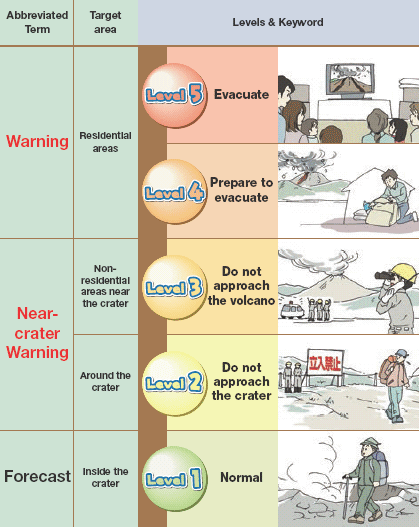 Abbreviated
Term
Target
area
Levels & Keyword
Warning
Residential
areas
Level 5
Evacuate
Level 4
Prepare to
evacuate
Near-
crater
Warning
Non-
residential
areas near
the crater
Level 3
Do not
approach
the volcano
Around the
crater
Level 2
Do not
approach
the crater
立入禁止
Forecast
Inside the
crater
Level 1
Normal